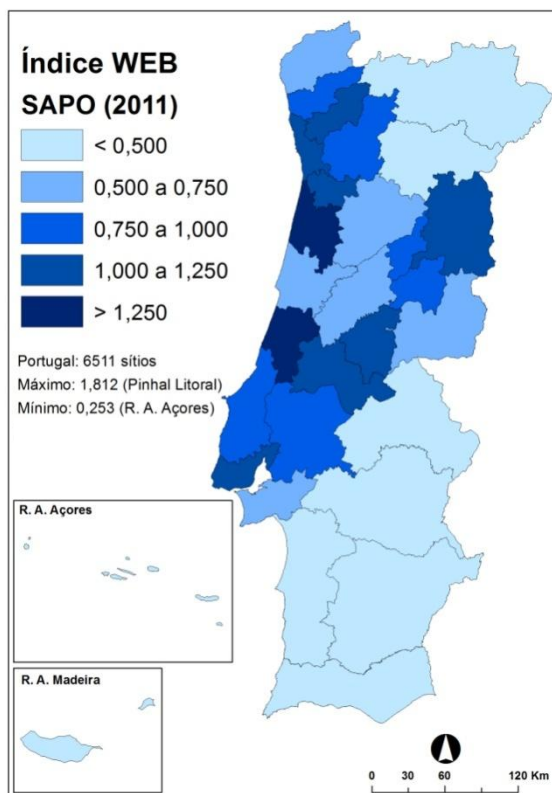 Índice WEB
SAPO (2011)
< 0,500
0,500 a 0,750
0,750 a 1,000
1,000 a 1,250
> 1,250
Portugal: 6511 sítios
Máximo: 1,812 (Pinhal Litoral)
Mínimo: 0,253 (R. A. Açores)
R. A. Açores
R. A. Madeira
0 30 60 120 Km